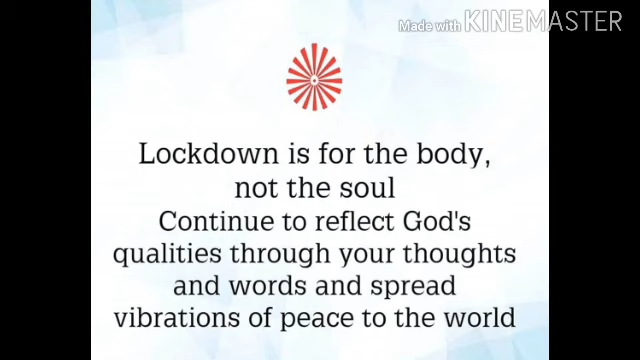 Made with KINEMASTER
Lockdown is for the body,
not the soul
Continue to reflect God's
qualities through your thoughts
and words and spread
vibrations of peace to the world